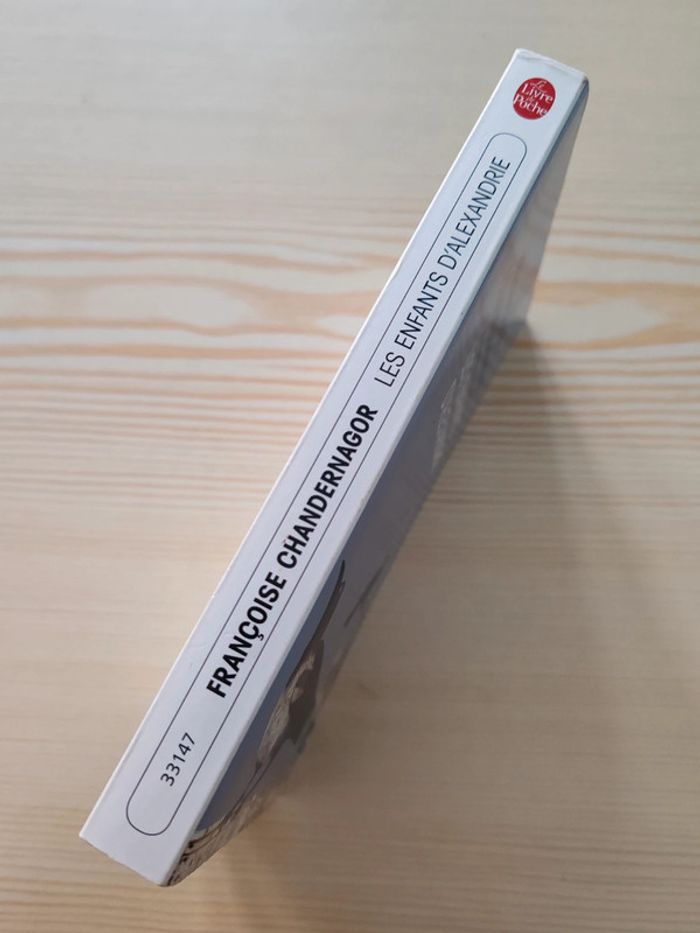 Le
Livre
de
Poche
LES ENFANTS D'ALEXANDRIE
FRANÇOISE CHANDERNAGOR
33147